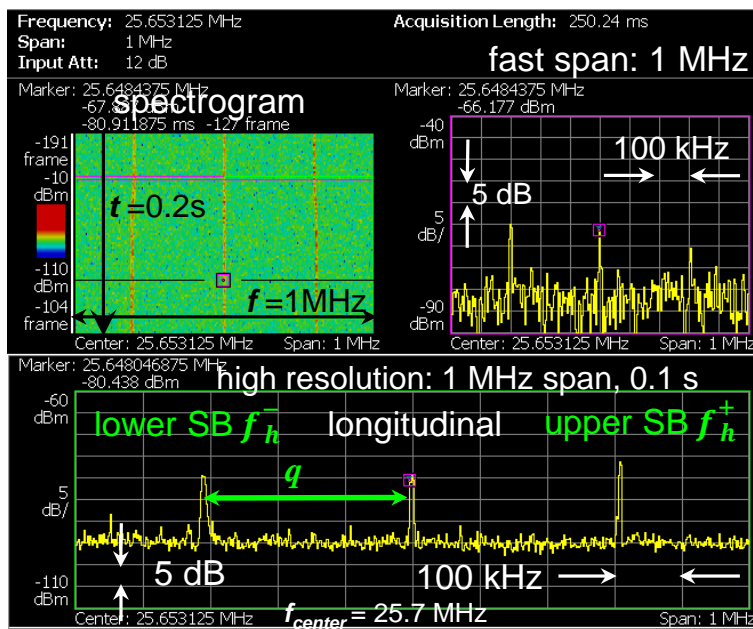 Frequency: 25.653125 MHz
Acquisition Length: 250.24 ms
Span: 1 MHz
Input Att: 12 dB
fast span: 1 MHz
Marker: 25.6484375 MHz
-80.911875 ms -127 frame
spectrogram
-191
frame
-10
dBm
-110
dBm
-104
frame
t =0.2s
f =1MHz
Center: 25.653125 MHz Span: 1 MHz
Marker: 25.6484375 MHz
-66.177 dBm
-40
dBm
100 kHz
5 dB
5
dB/
-90
dBm
Center: 25.653125 MHz Span: 1 MHz
Marker: 25.648046875 MHz
-80.438 dBm
high resolution: 1 MHz span, 0.1 s
-60
dBm
lower SB f h −
longitudinal
upper SB f h +
q
5
dB/
5 dB
100 kHz
-110
dBm
Center: 25.653125 MHz
f center = 25.7 MHz
Span: 1 MHz